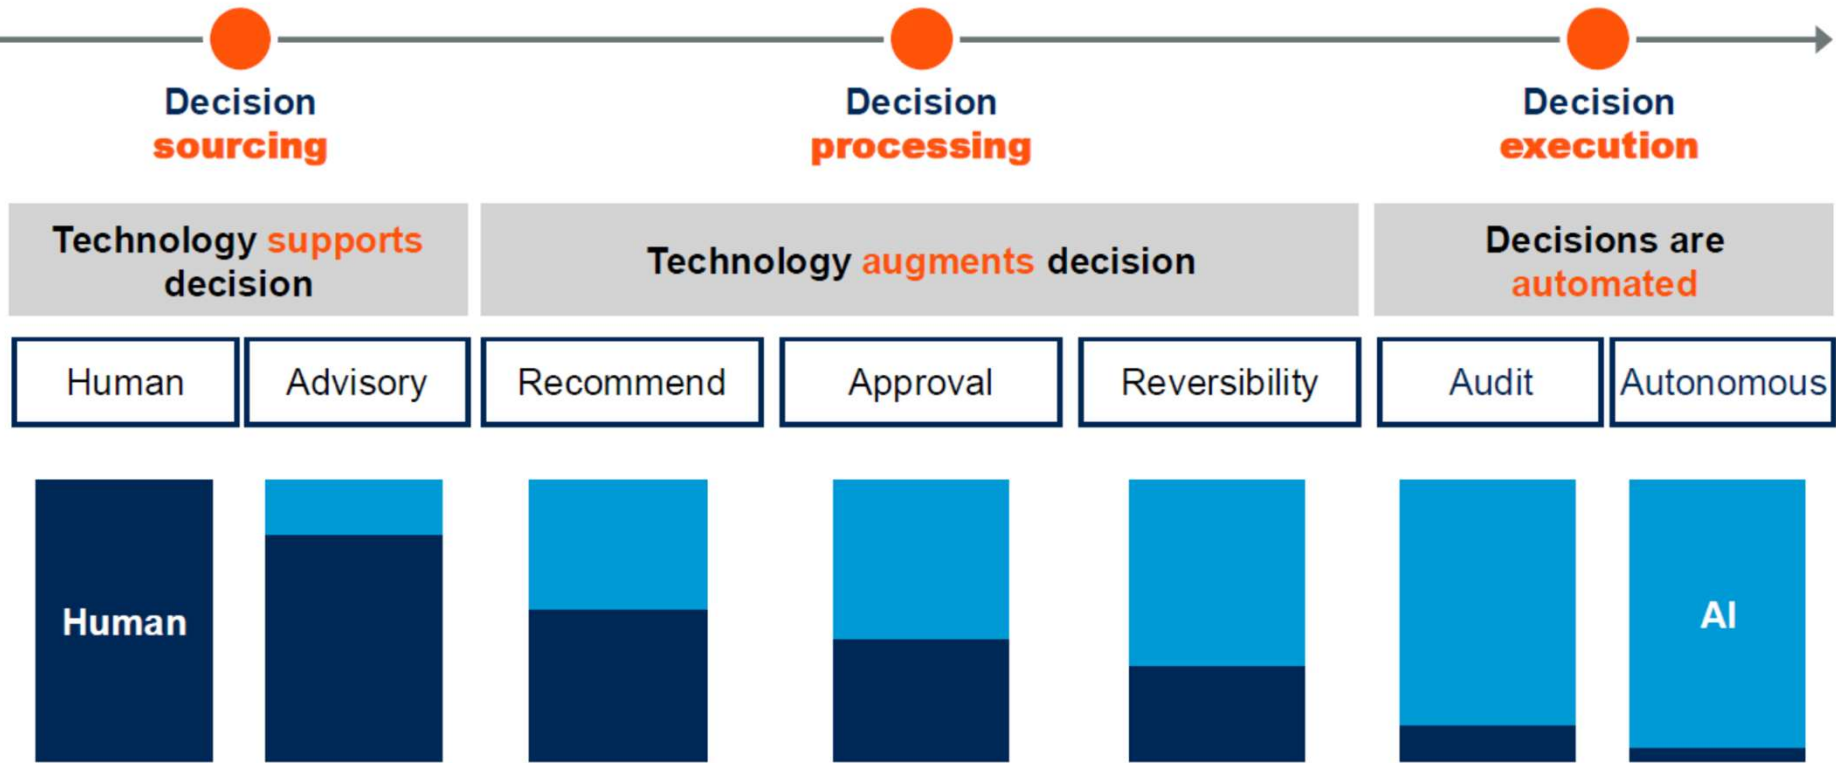 Decision
sourcing
Decision
processing
Decision
execution
Technology supports
decision
Technology augments decision
Decisions are
automated
Human
Advisory
Recommend
Approval
Reversibility
Audit
Autonomous
Human
AI